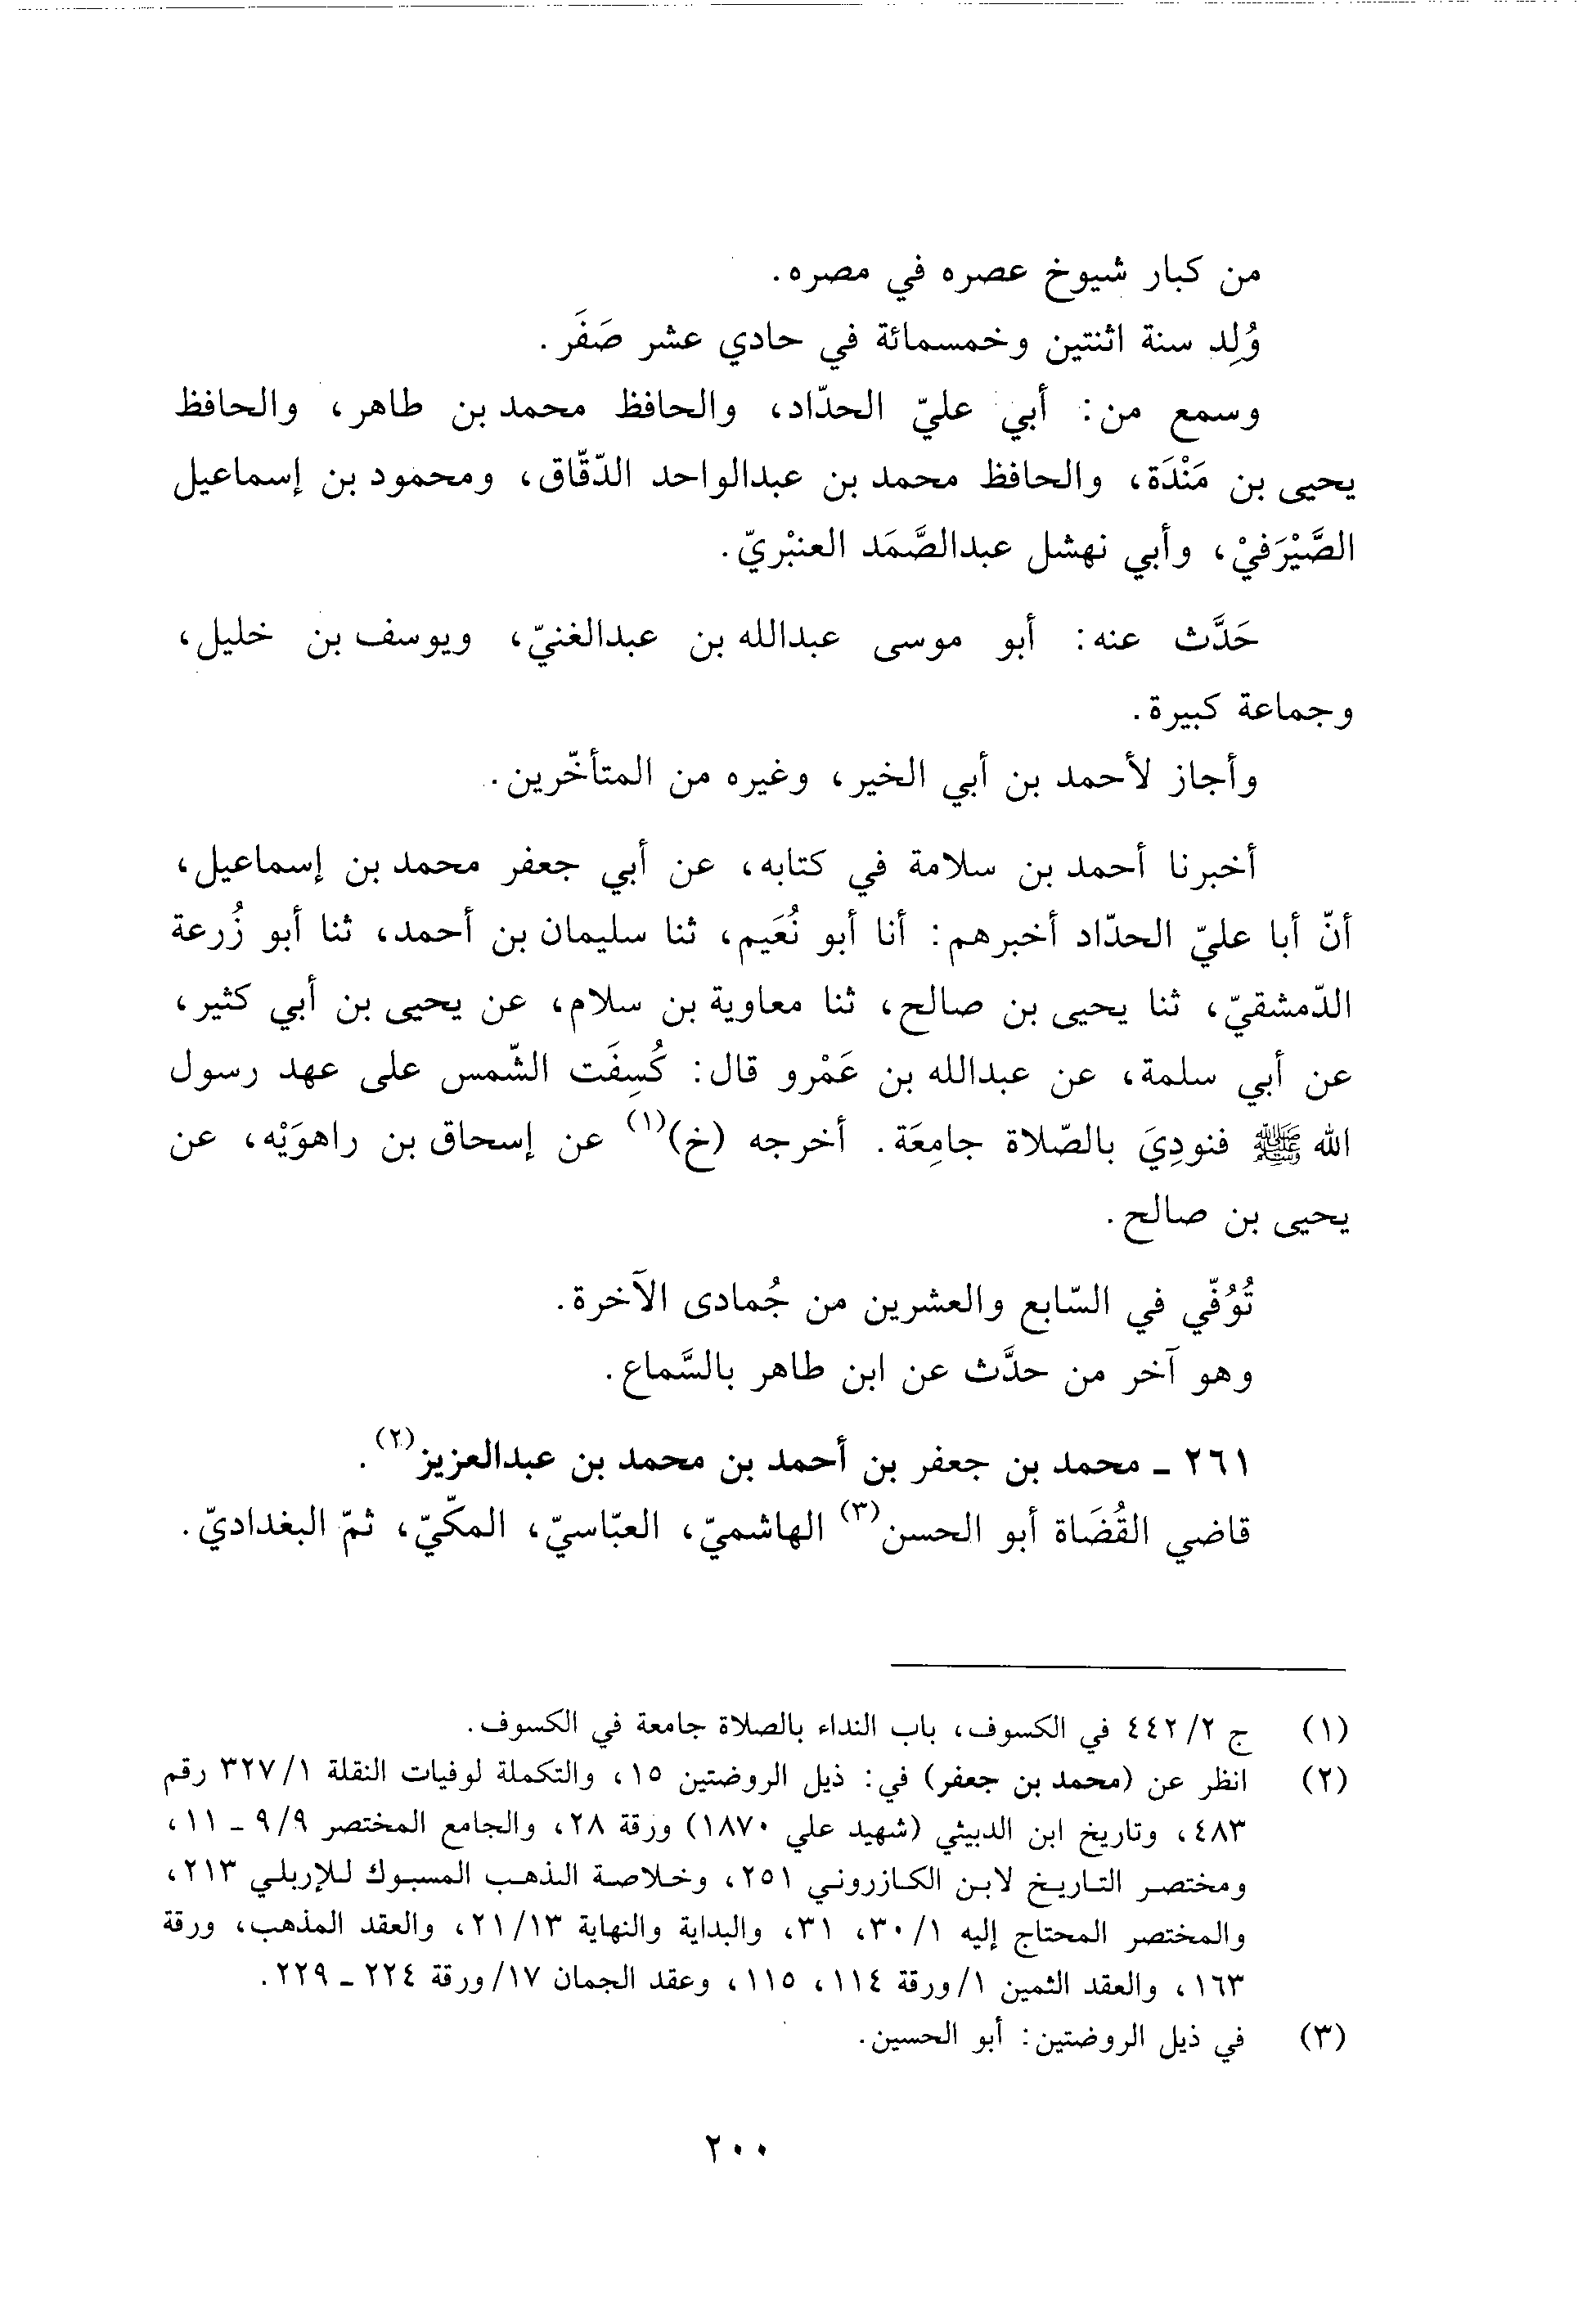 من كبار شيوخ عصره في مصره.
وُلِد سنة اثنتين وخمسمائة في حادي عشر صَفَر.
وسمع من: أبي عليّ الحدّاد، والحافظ محمد بن طاهر، والحافظ
يحيى بن مَنْدَة، والحافظ محمد بن عبدالواحد الدّقّاق، ومحمود بن إسماعيل
الصَّيْرَفيْ، وأبي نهشل عبدالصَّمَد العنبْريّ.
حَدَّث عنه: أبو موسى عبدالله بن عبدالغنيّ، ويوسف بن خليل،
وجماعة كبيرة.
وأجاز لأحمد بن أبي الخير، وغيره من المتأخّرين.
أخبرنا أحمد بن سلامة في كتابه، عن أبي جعفر محمد بن إسماعيل،
أنّ أبا عليّ الحدّاد أخبرهم: أنا أبو نُعَيم، ثنا سليمان بن أحمد، ثنا أبو زُرعة
الدّمشقيّ، ثنا يحيى بن صالح، ثنا معاوية بن سلام، عن يحيى بن أبي كثير،
عن أبي سلمة، عن عبدالله بن عَمْرو قال: كُسِفَت الشّمس على عهد رسول
الله ﷺ فنودِيَ بالصّلاة جامِعَة. أخرجه (خ)(١) عن إسحاق بن راهوَيْه، عن
يحيى بن صالح.
تُوُفّي في السّابع والعشرين من جُمادى الآخرة.
وهو آخر من حدَّث عن ابن طاهر بالسَّماع.
٢٦١ ـ محمد بن جعفر بن أحمد بن محمد بن عبدالعزيز(٢).
قاضي القُضَاة أبو الحسن(٣) الهاشميّ، العبّاسيّ، المكّيّ، ثمّ البغداديّ.
(١) ج ٢/ ٤٤٢ في الكسوف، باب النداء بالصلاة جامعة في الكسوف.
(٢) انظر عن (محمد بن جعفر) في: ذيل الروضتين ١٥، والتكملة لوفيات النقلة ١/ ٣٢٧ رقم
٤٨٣، وتاريخ ابن الدبيثي (شهيد علي ١٨٧٠) ورقة ٢٨، والجامع المختصر ٩/ ٩ ـ ١١،
ومختصر التاريخ لابن الكازروني ٢٥١، وخلاصة الذهب المسبوك للإربلي ٢١٣،
والمختصر المحتاج إليه ١/ ٣٠، ٣١، والبداية والنهاية ١٣/ ٢١، والعقد المذهب، ورقة
١٦٣، والعقد الثمين ١/ ورقة ١١٤، ١١٥، وعقد الجمان ١٧/ ورقة ٢٢٤ ـ ٢٢٩.
(٣) في ذيل الروضتين: أبو الحسين.
٢٠٠